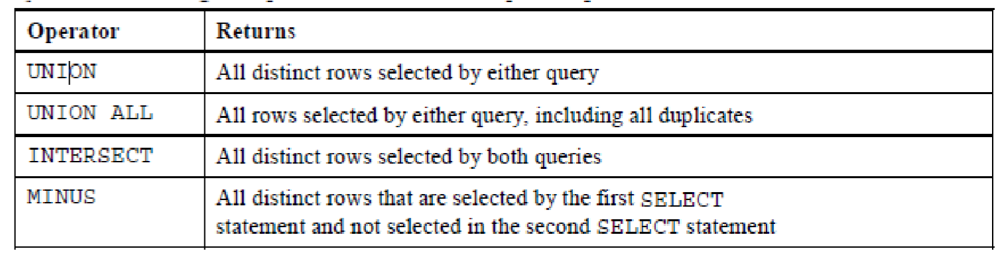 Operator Returns
UNION All distinct rows selected by either query
UNION ALL All rows selected by either query, including all duplicates
INTERSECT All distinct rows selected by both queries
MINUS All distinct rows that are selected by the first SELECT
statement and not selected in the second SELECT statement